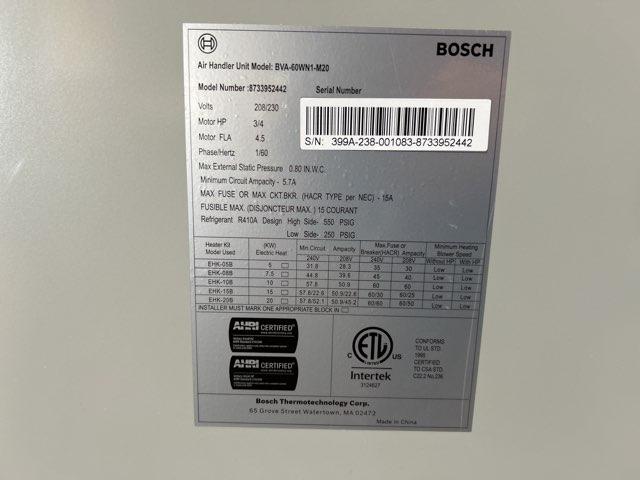 BOSCH
Air Handler Unit Model: BVA-60WN1-M20
Model Number :8733952442 Serial Number
Volts 208/230
Motor HP 3/4
Motor FLA 4.5
Phase/Hertz 1/60
S/N: 399A-238-001083-8733952442
Max External Static Pressure 0.80 IN.W.C.
Minimum Circuit Ampacity - 5.7A
MAX FUSE OR MAX CKT.BKR. (HACR TYPE per NEC) - 15A
FUSIBLE MAX. (DISJONCTEUR MAX. ) 15 COURANT
Refrigerant R410A Design High Side- 550 PSIG
Low Side- 250 PSIG
Heater Kit Model Used (KW) Electric Heat Min.Circuit Ampacity Max.Fuse or Breaker(HACR) Ampacity Minimum Heating Blower Speed
240V 208V 240V 208V Without HP With HP
EHK-05B 5 31.8 28.3 35 30 Low Low
EHK-08B 7.5 44.8 39.6 45 40 Low Low
EHK-10B 10 57.8 50.9 60 60 Low Low
EHK-15B 15 57.8/22.6 50.9/22.6 60/30 60/25 Low Low
EHK-20B 20 57.8/52.1 50.9/45.2 60/60 60/50 Low Low
INSTALLER MUST MARK ONE APPROPRIATE BLOCK IN
AHRI CERTIFIED
www.ahridirectory.org
AHRI CERTIFIED
www.ahridirectory.org
C ETL US
LISTED
Intertek
3124627
CONFORMS
TO UL STD.
1995
CERTIFIED
TO CSA STD.
C22.2 No.236
Bosch Thermotechnology Corp.
65 Grove Street Watertown, MA 02472
Made in China